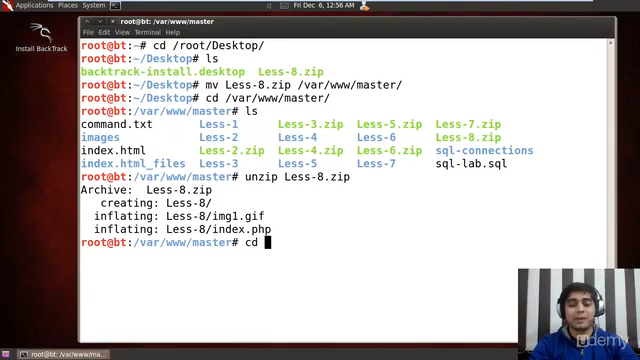 Applications Places System
Fri Dec 6, 12:56 AM
root@bt: /var/www/master
File Edit View Terminal Help
Install BackTrack
root@bt:~# cd /root/Desktop/
root@bt:~/Desktop# ls
backtrack-install.desktop Less-8.zip
root@bt:~/Desktop# mv Less-8.zip /var/www/master/
root@bt:~/Desktop# cd /var/www/master/
root@bt:/var/www/master# ls
command.txt Less-1 Less-3.zip Less-5.zip Less-7.zip
images Less-2 Less-4 Less-6 Less-8.zip
index.html Less-2.zip Less-4.zip Less-6.zip sql-connections
index.html_files Less-3 Less-5 Less-7 sql-lab.sql
root@bt:/var/www/master# unzip Less-8.zip
Archive: Less-8.zip
creating: Less-8/
inflating: Less-8/img1.gif
inflating: Less-8/index.php
root@bt:/var/www/master# cd
udemy
root@bt: /var/www/ma...